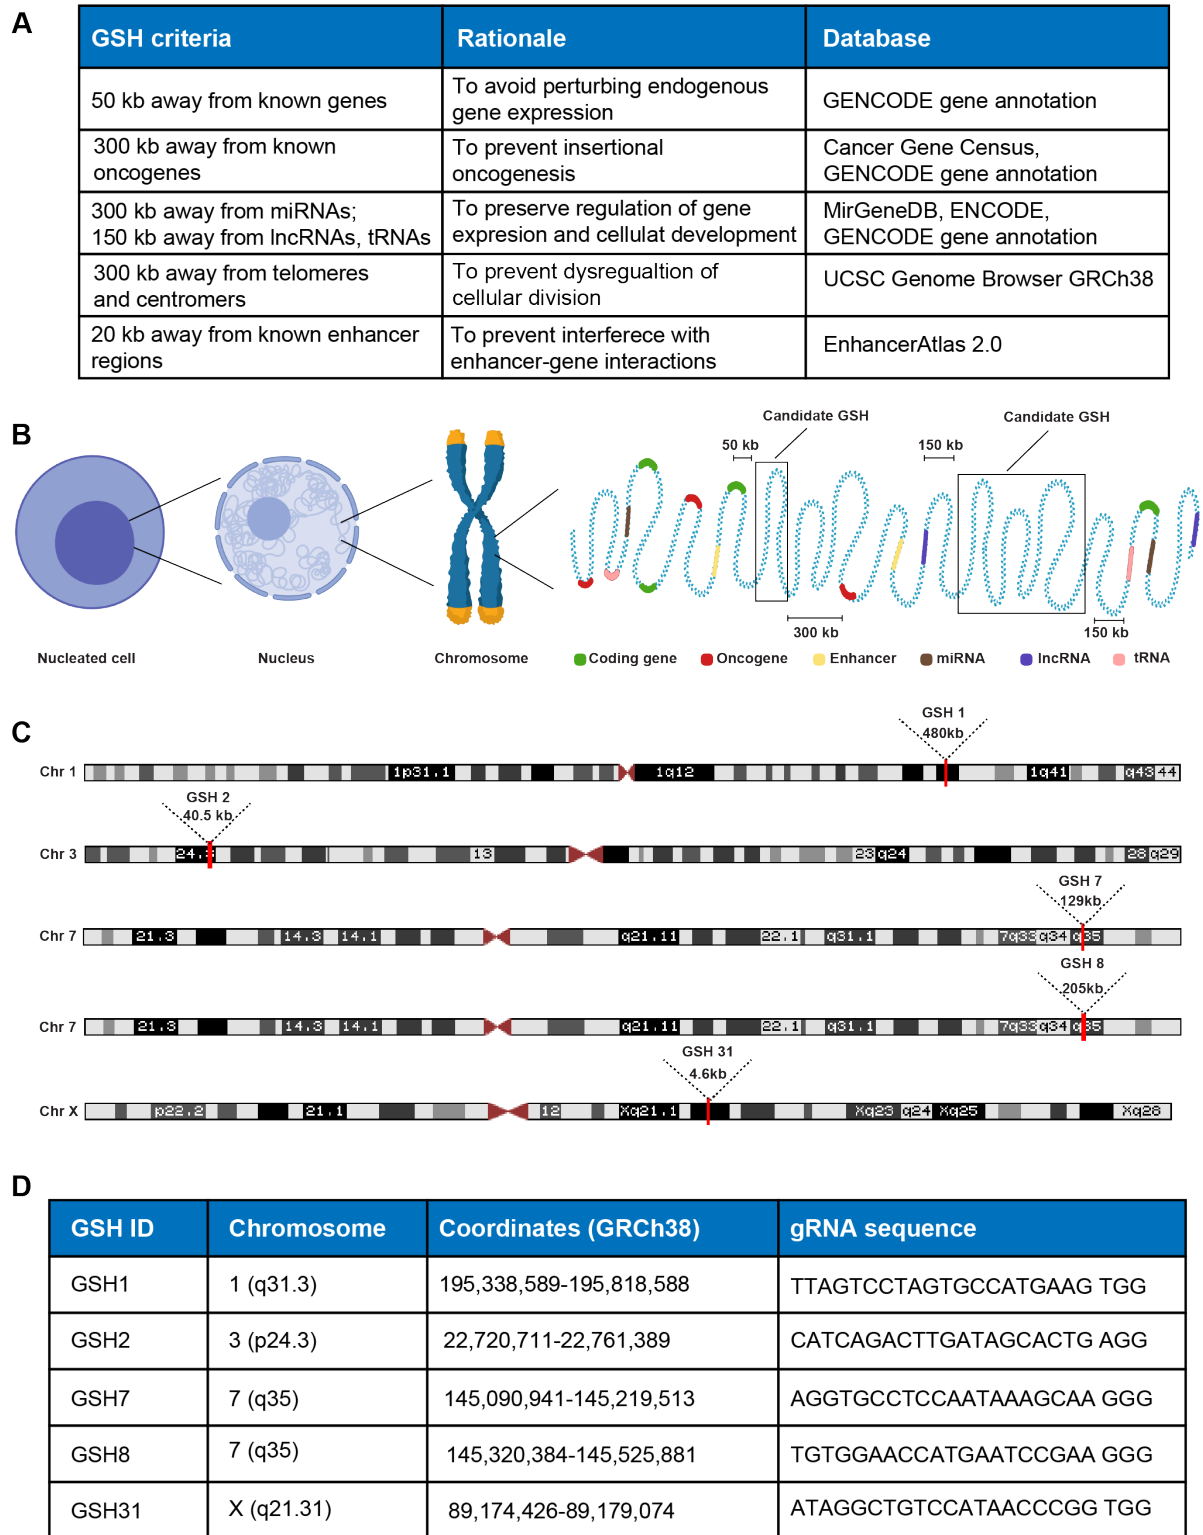 A
GSH criteria
Rationale
Database
50 kb away from known genes
To avoid perturbing endogenous
gene expression
GENCODE gene annotation
300 kb away from known
oncogenes
To prevent insertional
oncogenesis
Cancer Gene Census,
GENCODE gene annotation
300 kb away from miRNAs;
150 kb away from lncRNAs, tRNAs
To preserve regulation of gene
expresion and cellulat development
MirGeneDB, ENCODE,
GENCODE gene annotation
300 kb away from telomeres
and centromers
To prevent dysregualtion of
cellular division
UCSC Genome Browser GRCh38
20 kb away from known enhancer
regions
To prevent interferece with
enhancer-gene interactions
EnhancerAtlas 2.0
B
Candidate GSH
Candidate GSH
50 kb
150 kb
300 kb
150 kb
Nucleated cell
Nucleus
Chromosome
Coding gene
Oncogene
Enhancer
miRNA
lncRNA
tRNA
C
GSH 1
480kb
Chr 1
1p31.1
1q12
1q41
q43
44
GSH 2
40.5 kb
Chr 3
24.
13
23
q24
28
q29
GSH 7
129kb
Chr 7
21.3
14.3
14.1
q21.11
22.1
q31.1
7q33
q34
q35
GSH 8
205kb
Chr 7
21.3
14.3
14.1
q21.11
22.1
q31.1
7q33
q34
q35
GSH 31
4.6kb
Chr X
p22.2
21.1
12
Xq21.1
Xq23
q24
Xq25
Xq28
D
GSH ID
Chromosome
Coordinates (GRCh38)
gRNA sequence
GSH1
1 (q31.3)
195,338,589-195,818,588
TTAGTCCTAGTGCCATGAAG TGG
GSH2
3 (p24.3)
22,720,711-22,761,389
CATCAGACTTGATAGCACTG AGG
GSH7
7 (q35)
145,090,941-145,219,513
AGGTGCCTCCAATAAAGCAA GGG
GSH8
7 (q35)
145,320,384-145,525,881
TGTGGAACCATGAATCCGAA GGG
GSH31
X (q21.31)
89,174,426-89,179,074
ATAGGCTGTCCATAACCCGG TGG